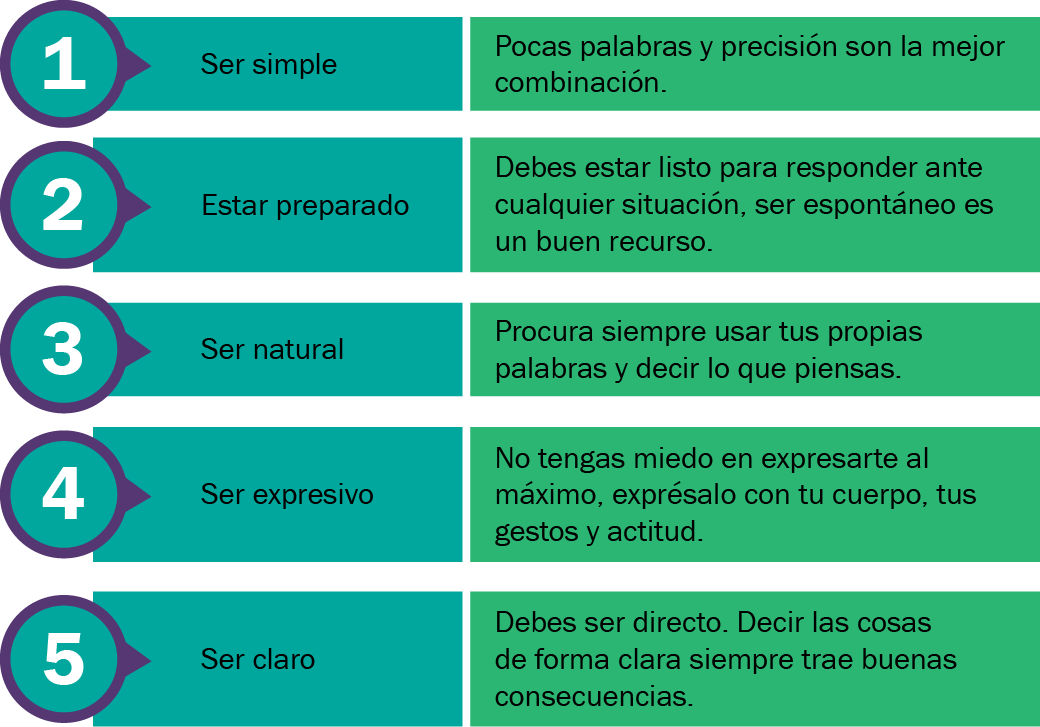 1
Ser simple
Pocas palabras y precisión son la mejor
combinación.
2
Estar preparado
Debes estar listo para responder ante
cualquier situación, ser espontáneo es
un buen recurso.
3
Ser natural
Procura siempre usar tus propias
palabras y decir lo que piensas.
4
Ser expresivo
No tengas miedo en expresarte al
máximo, exprésalo con tu cuerpo, tus
gestos y actitud.
5
Ser claro
Debes ser directo. Decir las cosas
de forma clara siempre trae buenas
consecuencias.